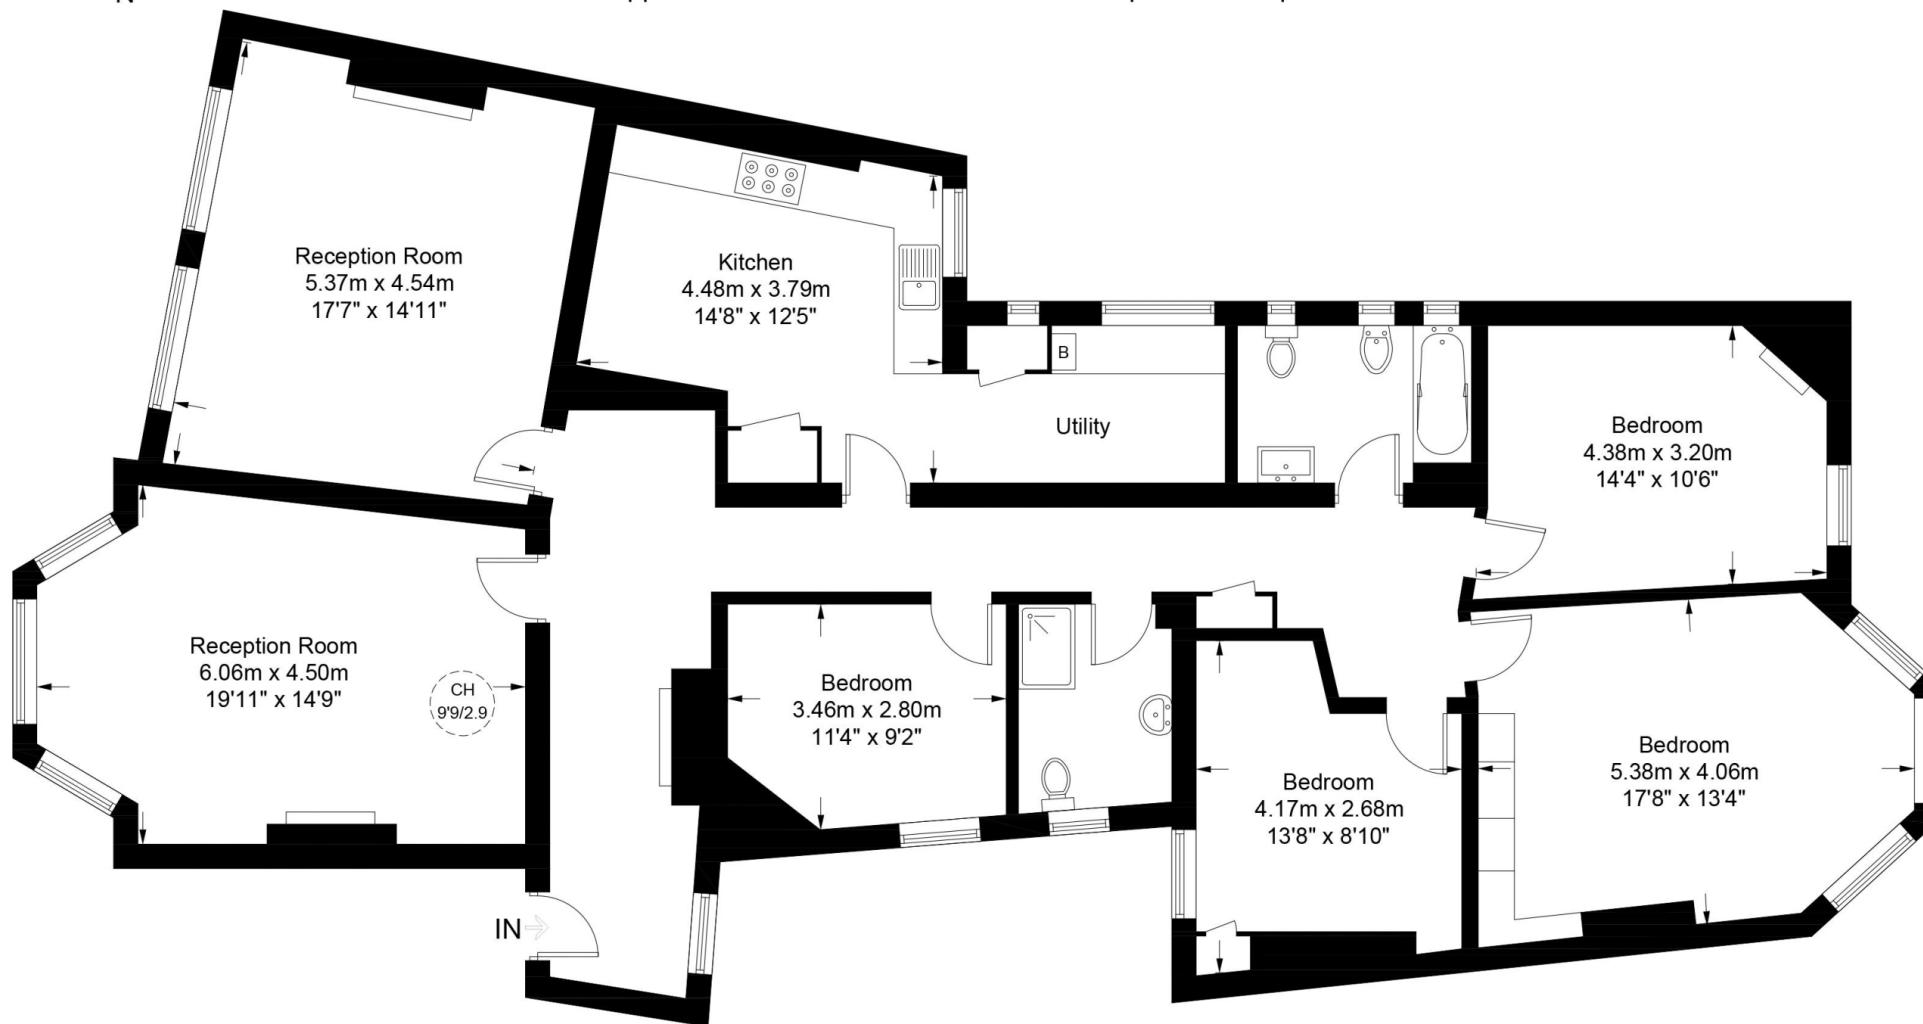 N
Reception Room
5.37m x 4.54m
17'7" x 14'11"
Kitchen
4.48m x 3.79m
14'8" x 12'5"
B
Utility
Bedroom
4.38m x 3.20m
14'4" x 10'6"
Reception Room
6.06m x 4.50m
19'11" x 14'9"
CH
9'9/2.9
Bedroom
3.46m x 2.80m
11'4" x 9'2"
Bedroom
4.17m x 2.68m
13'8" x 8'10"
Bedroom
5.38m x 4.06m
17'8" x 13'4"
IN